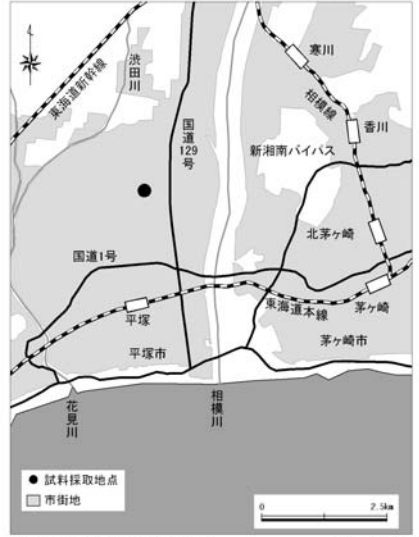 寒川
渋田川
東海道新幹線
相模線
香川
国道129号
新湘南バイパス
北茅ヶ崎
国道1号
東海道本線
茅ヶ崎
平塚
平塚市
茅ヶ崎市
花見川
相模川
試料採取地点
市街地
0 2.5km